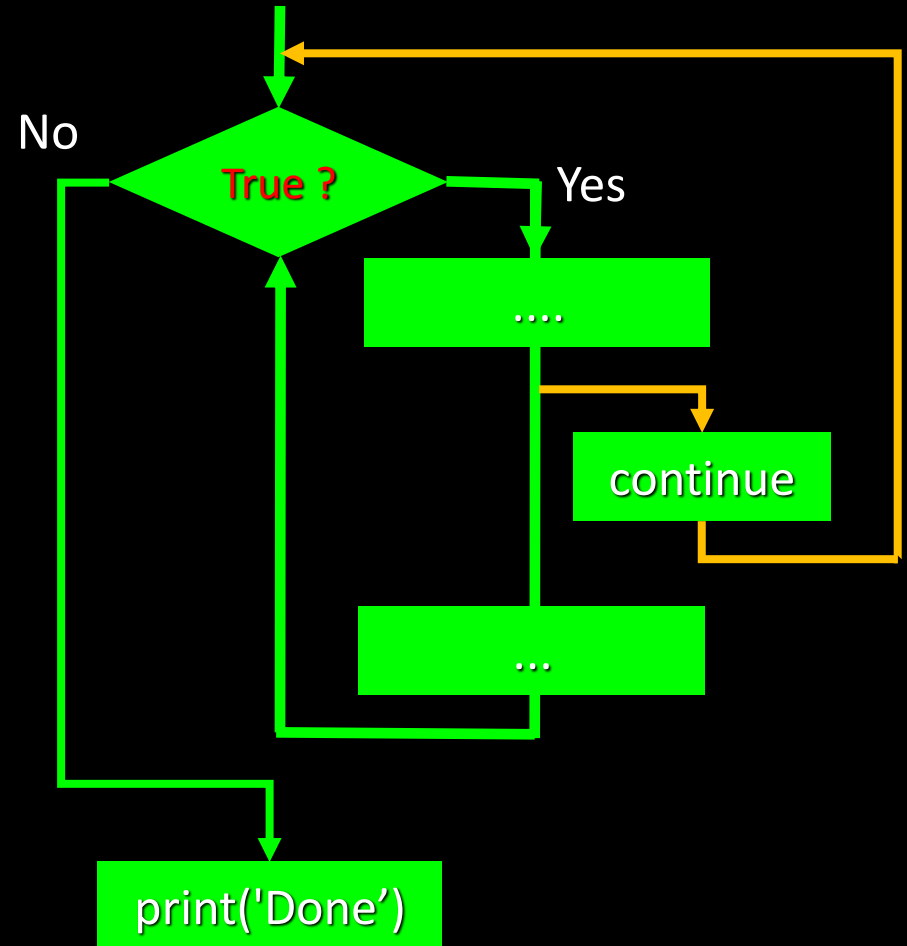 No
True ?
Yes
....
continue
...
print('Done’)